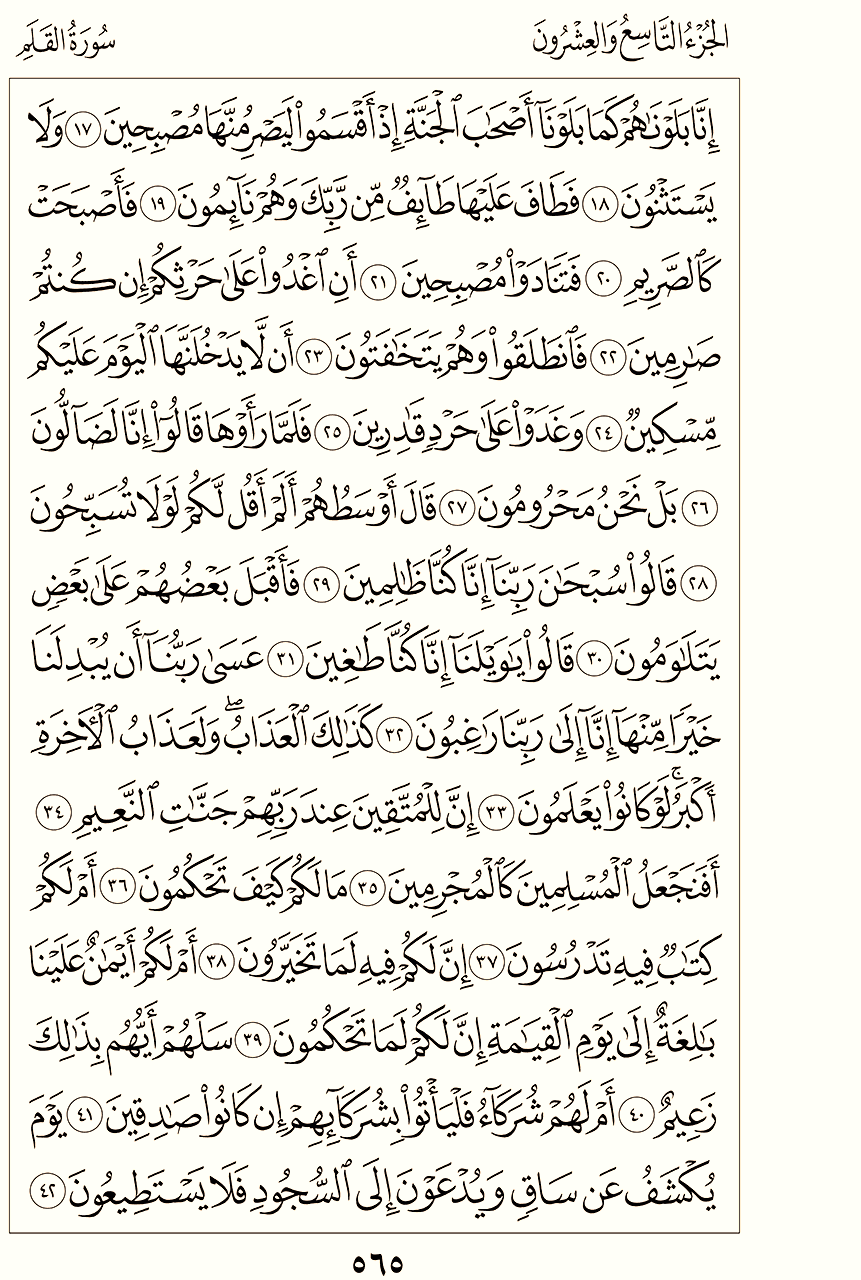 الجُزْءُ التَّاسِعُ وَالعِشْرُونَ
سُورَةُ القَلَمِ
إِنَّا بَلَوْنَٰهُمْ كَمَا بَلَوْنَآ أَصْحَٰبَ ٱلْجَنَّةِ إِذْ أَقْسَمُوا۟ لَيَصْرِمُنَّهَا مُصْبِحِينَ ١٧ وَلَا
يَسْتَثْنُونَ ١٨ فَطَافَ عَلَيْهَا طَآئِفٌ مِّن رَّبِّكَ وَهُمْ نَآئِمُونَ ١٩ فَأَصْبَحَتْ
كَٱلصَّرِيمِ ٢٠ فَتَنَادَوْا۟ مُصْبِحِينَ ٢١ أَنِ ٱغْدُوا۟ عَلَىٰ حَرْثِكُمْ إِن كُنتُمْ
صَٰرِمِينَ ٢٢ فَٱنطَلَقُوا۟ وَهُمْ يَتَخَٰفَتُونَ ٢٣ أَن لَّا يَدْخُلَنَّهَا ٱلْيَوْمَ عَلَيْكُم
مِّسْكِينٌ ٢٤ وَغَدَوْا۟ عَلَىٰ حَرْدٍ قَٰدِرِينَ ٢٥ فَلَمَّا رَأَوْهَا قَالُوٓا۟ إِنَّا لَضَآلُّونَ
٢٦ بَلْ نَحْنُ مَحْرُومُونَ ٢٧ قَالَ أَوْسَطُهُمْ أَلَمْ أَقُل لَّكُمْ لَوْلَا تُسَبِّحُونَ
٢٨ قَالُوا۟ سُبْحَٰنَ رَبِّنَآ إِنَّا كُنَّا ظَٰلِمِينَ ٢٩ فَأَقْبَلَ بَعْضُهُمْ عَلَىٰ بَعْضٍ
يَتَلَٰوَمُونَ ٣٠ قَالُوا۟ يَٰوَيْلَنَآ إِنَّا كُنَّا طَٰغِينَ ٣١ عَسَىٰ رَبُّنَآ أَن يُبْدِلَنَا
خَيْرًا مِّنْهَآ إِنَّآ إِلَىٰ رَبِّنَا رَٰغِبُونَ ٣٢ كَذَٰلِكَ ٱلْعَذَابُ ۖ وَلَعَذَابُ ٱلْءَاخِرَةِ
أَكْبَرُ ۚ لَوْ كَانُوا۟ يَعْلَمُونَ ٣٣ إِنَّ لِلْمُتَّقِينَ عِندَ رَبِّهِمْ جَنَّٰتِ ٱلنَّعِيمِ ٣٤
أَفَنَجْعَلُ ٱلْمُسْلِمِينَ كَٱلْمُجْرِمِينَ ٣٥ مَا لَكُمْ كَيْفَ تَحْكُمُونَ ٣٦ أَمْ لَكُمْ
كِتَٰبٌ فِيهِ تَدْرُسُونَ ٣٧ إِنَّ لَكُمْ فِيهِ لَمَا تَخَيَّرُونَ ٣٨ أَمْ لَكُمْ أَيْمَٰنٌ عَلَيْنَا
بَٰلِغَةٌ إِلَىٰ يَوْمِ ٱلْقِيَٰمَةِ إِنَّ لَكُمْ لَمَا تَحْكُمُونَ ٣٩ سَلْهُمْ أَيُّهُم بِذَٰلِكَ
زَعِيمٌ ٤٠ أَمْ لَهُمْ شُرَكَآءُ فَلْيَأْتُوا۟ بِشُرَكَآئِهِمْ إِن كَانُوا۟ صَٰدِقِينَ ٤١ يَوْمَ
يُكْشَفُ عَن سَاقٍ وَيُدْعَوْنَ إِلَى ٱلسُّجُودِ فَلَا يَسْتَطِيعُونَ ٤٢
٥٦٥